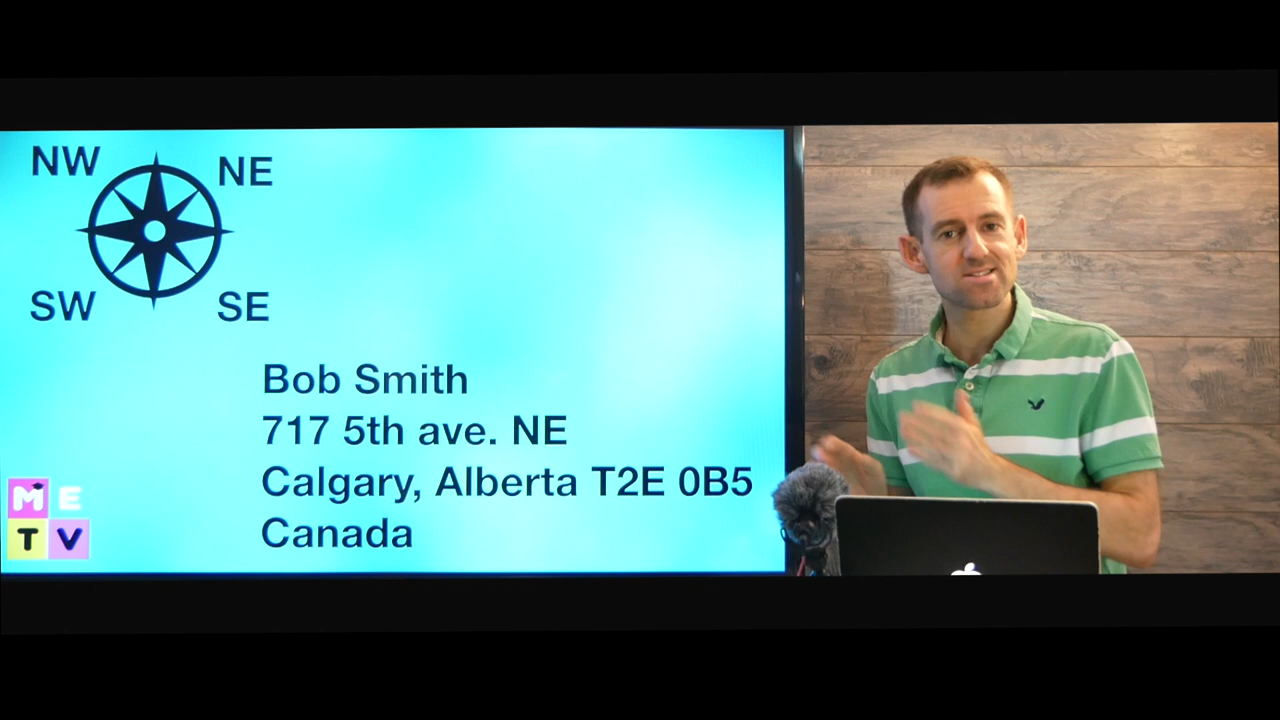 NW
NE
SW
SE
Bob Smith
717 5th ave. NE
Calgary, Alberta T2E 0B5
Canada
M E
T V